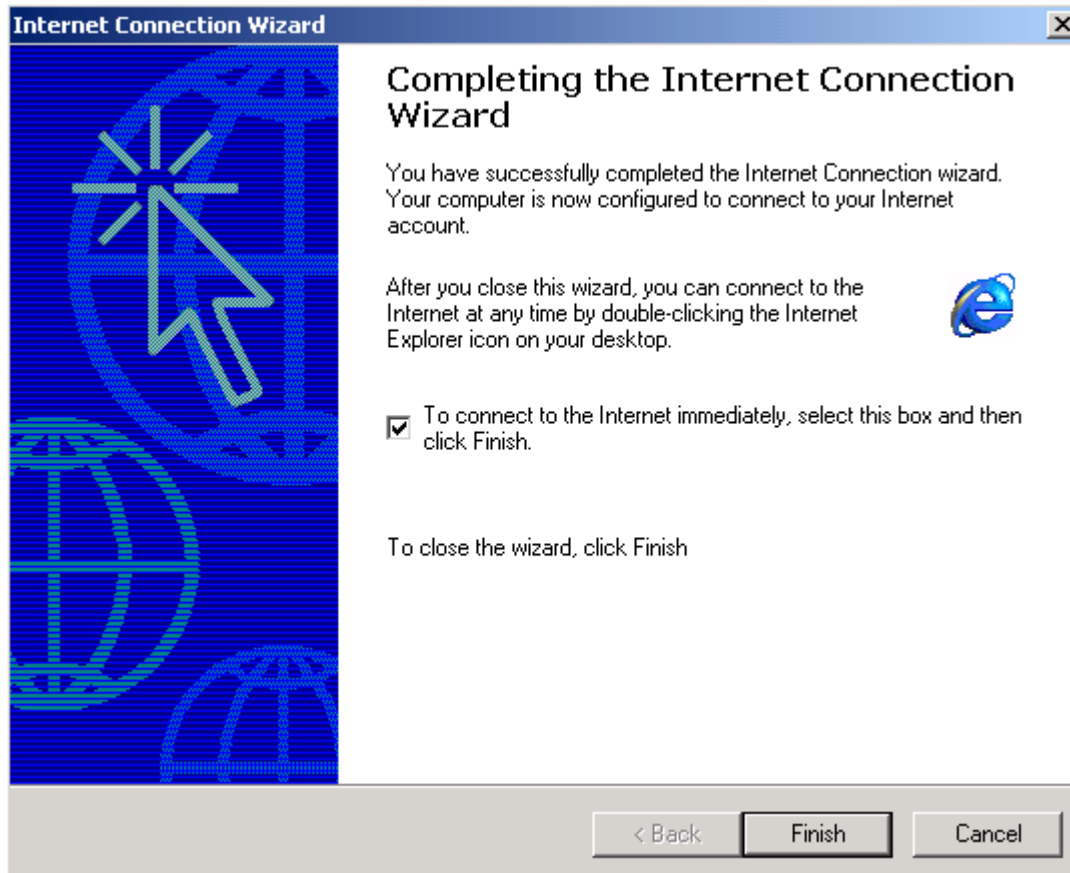 Internet Connection Wizard
Completing the Internet Connection
Wizard
You have successfully completed the Internet Connection wizard.
Your computer is now configured to connect to your Internet
account.
After you close this wizard, you can connect to the
Internet at any time by double-clicking the Internet
Explorer icon on your desktop.
To connect to the Internet immediately, select this box and then
click Finish.
To close the wizard, click Finish
< Back
Finish
Cancel